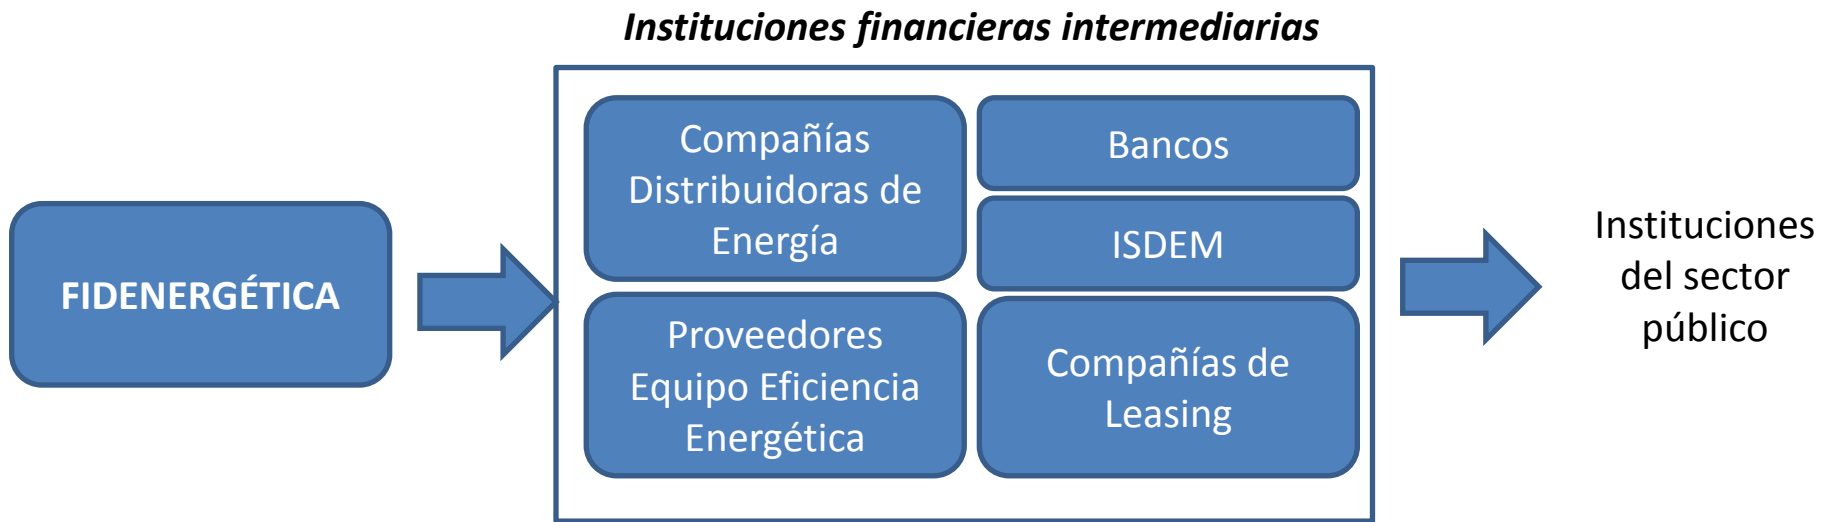 Instituciones financieras intermediarias
FIDENERGÉTICA
Compañías
Distribuidoras de
Energía
Proveedores
Equipo Eficiencia
Energética
Bancos
ISDEM
Compañías de
Leasing
Instituciones
del sector
público